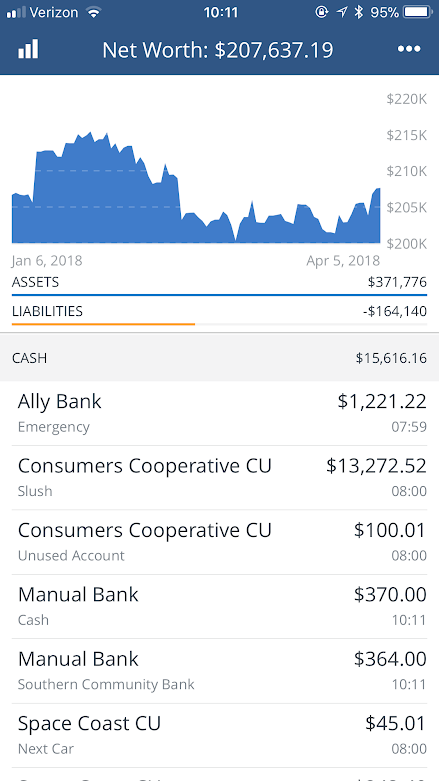 Verizon 10:11 95%
Net Worth: $207,637.19
$220K
$215K
$210K
$205K
$200K
Jan 6, 2018 Apr 5, 2018
ASSETS $371,776
LIABILITIES -$164,140
CASH $15,616.16
Ally Bank $1,221.22
Emergency 07:59
Consumers Cooperative CU $13,272.52
Slush 08:00
Consumers Cooperative CU $100.01
Unused Account 08:00
Manual Bank $370.00
Cash 10:11
Manual Bank $364.00
Southern Community Bank 10:11
Space Coast CU $45.01
Next Car 08:00